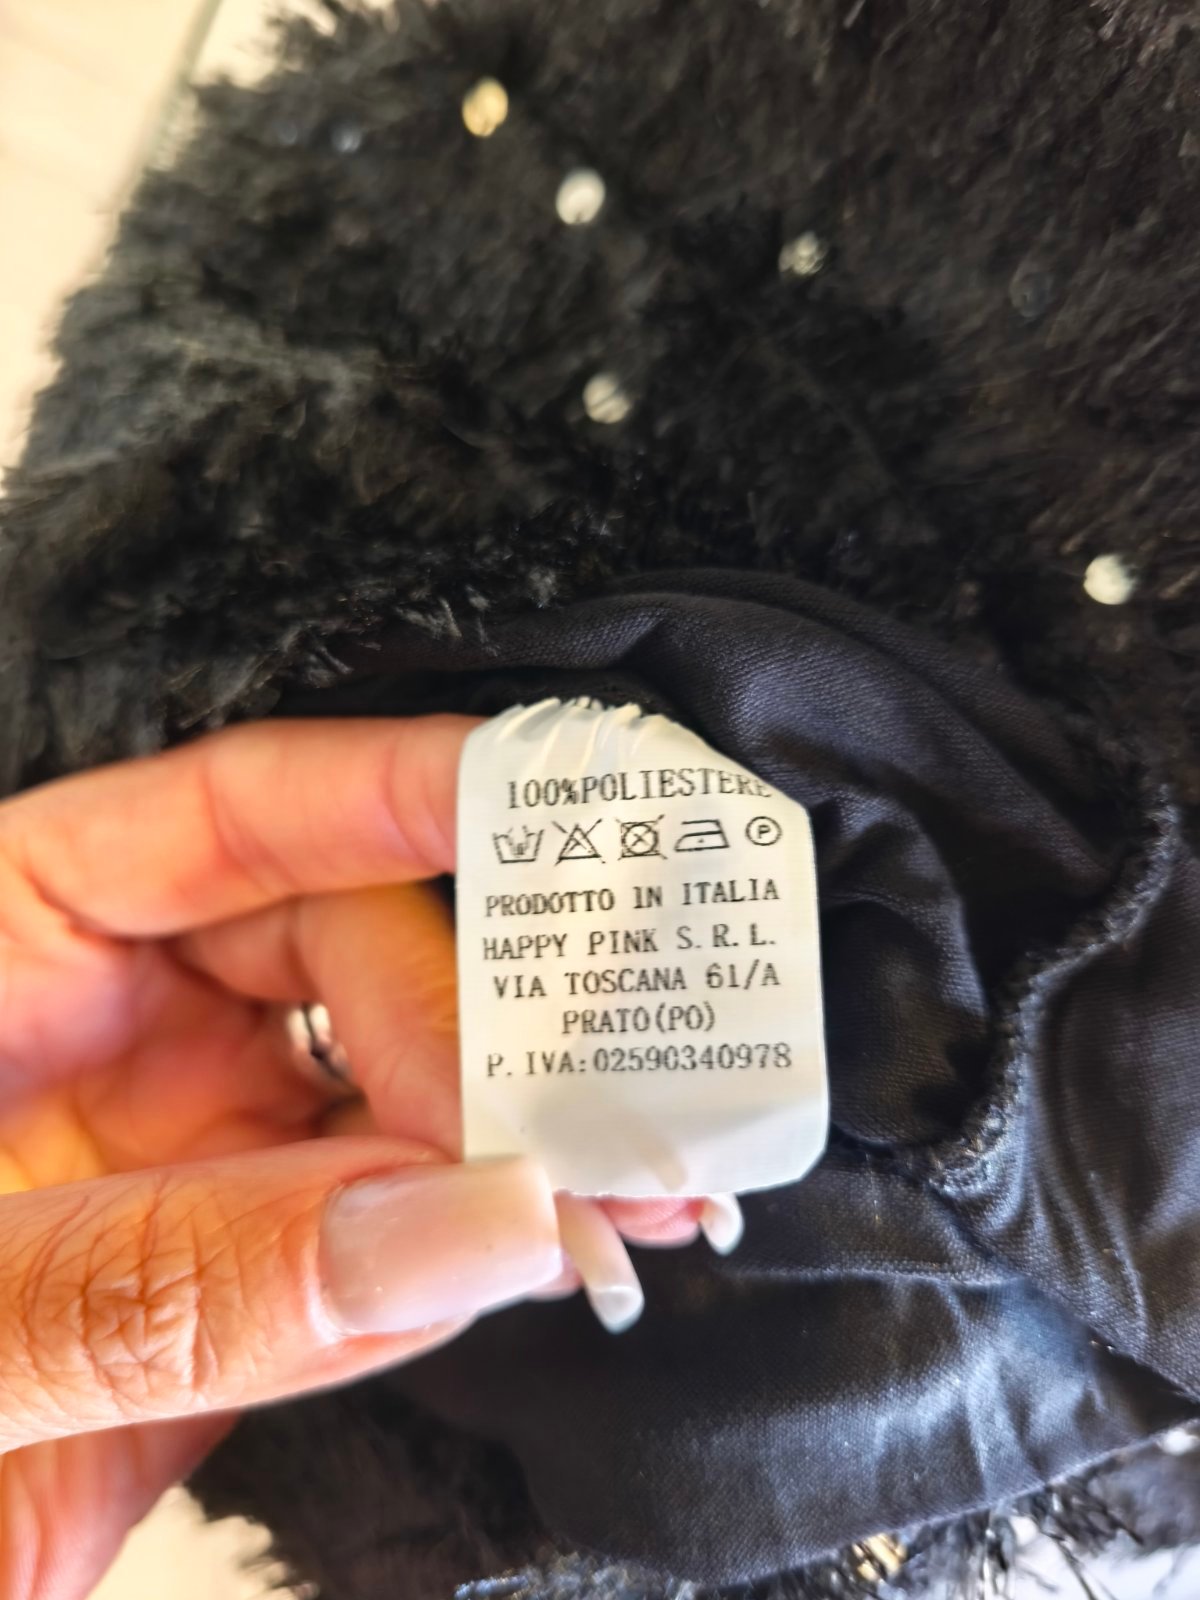 100%POLIESTERE
P
PRODOTTO IN ITALIA
HAPPY PINK S.R.L.
VIA TOSCANA 61/A
PRATO(PO)
P. IVA:02590340978